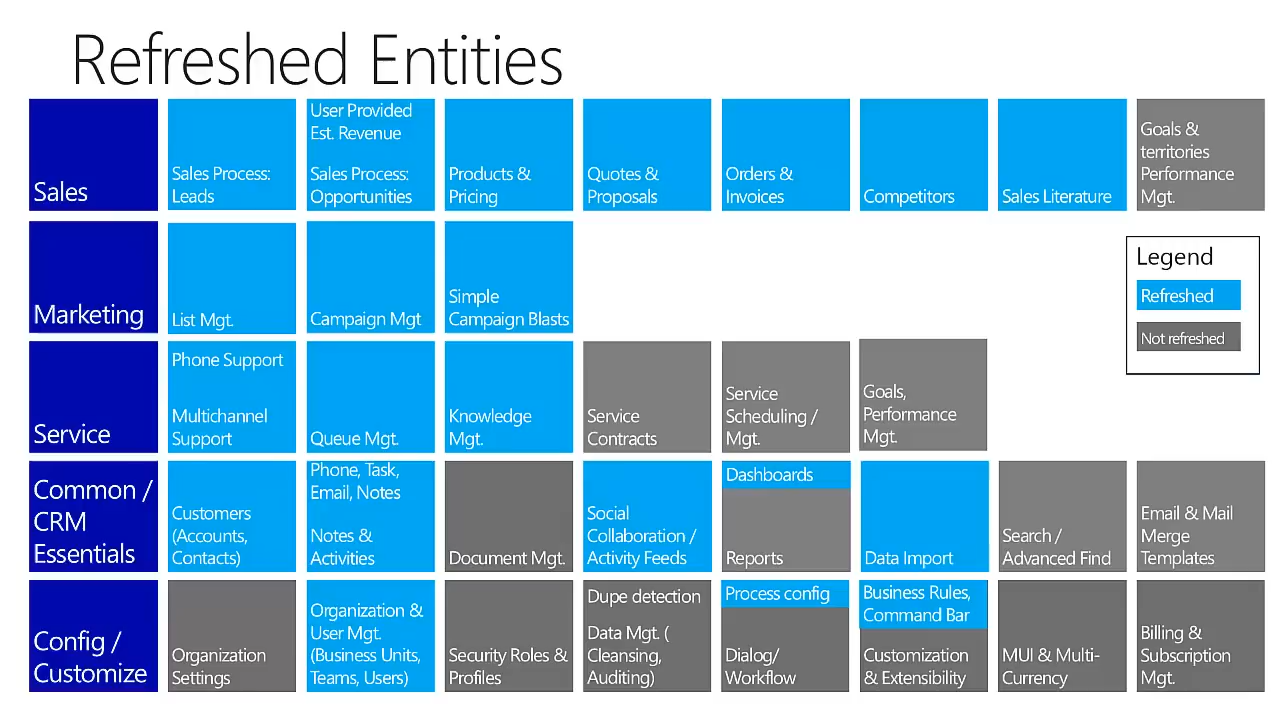 Refreshed Entities
Sales
Sales Process:
Leads
User Provided
Est. Revenue
Sales Process:
Opportunities
Products &
Pricing
Quotes &
Proposals
Orders &
Invoices
Competitors
Sales Literature
Goals &
territories
Performance
Mgt.
Legend
Refreshed
Not refreshed
Marketing
List Mgt.
Campaign Mgt
Simple
Campaign Blasts
Service
Phone Support
Multichannel
Support
Queue Mgt.
Knowledge
Mgt.
Service
Contracts
Service
Scheduling /
Mgt.
Goals,
Performance
Mgt.
Common /
CRM
Essentials
Customers
(Accounts,
Contacts)
Phone, Task,
Email, Notes
Notes &
Activities
Document Mgt.
Social
Collaboration /
Activity Feeds
Dashboards
Reports
Data Import
Search /
Advanced Find
Email & Mail
Merge
Templates
Config /
Customize
Organization
Settings
Organization &
User Mgt.
(Business Units,
Teams, Users)
Security Roles &
Profiles
Dupe detection
Data Mgt. (
Cleansing,
Auditing)
Process config
Dialog/
Workflow
Business Rules,
Command Bar
Customization
& Extensibility
MUI & Multi-
Currency
Billing &
Subscription
Mgt.